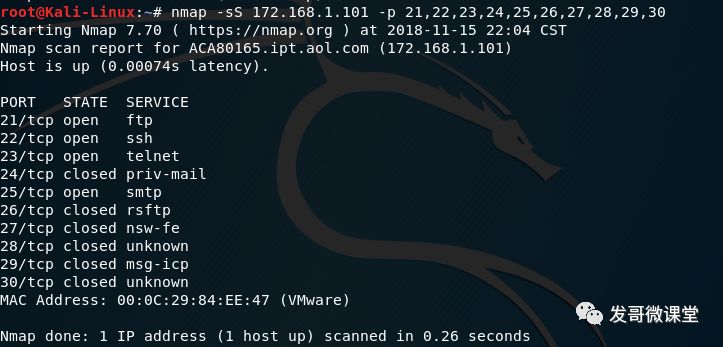 root@Kali-Linux:~# nmap -sS 172.168.1.101 -p 21,22,23,24,25,26,27,28,29,30
Starting Nmap 7.70 ( https://nmap.org ) at 2018-11-15 22:04 CST
Nmap scan report for ACA80165.ipt.aol.com (172.168.1.101)
Host is up (0.00074s latency).
PORT   STATE  SERVICE
21/tcp open   ftp
22/tcp open   ssh
23/tcp open   telnet
24/tcp closed priv-mail
25/tcp open   smtp
26/tcp closed rsftp
27/tcp closed nsw-fe
28/tcp closed unknown
29/tcp closed msg-icp
30/tcp closed unknown
MAC Address: 00:0C:29:84:EE:47 (VMware)
发哥微课堂
Nmap done: 1 IP address (1 host up) scanned in 0.26 seconds